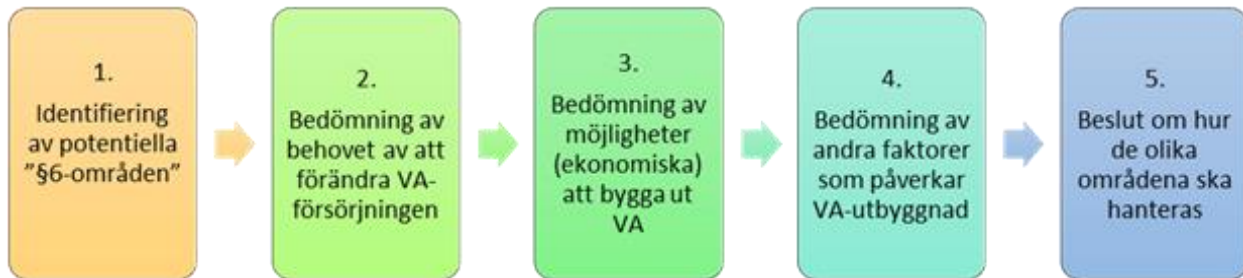 1.
Identifiering
av potentiella
”§6-områden”
2.
Bedömning av
behovet av att
förändra VA-
försörjningen
3.
Bedömning av
möjligheter
(ekonomiska)
att bygga ut
VA
4.
Bedömning av
andra faktorer
som påverkar
VA-utbyggnad
5.
Beslut om hur
de olika
områdena ska
hanteras